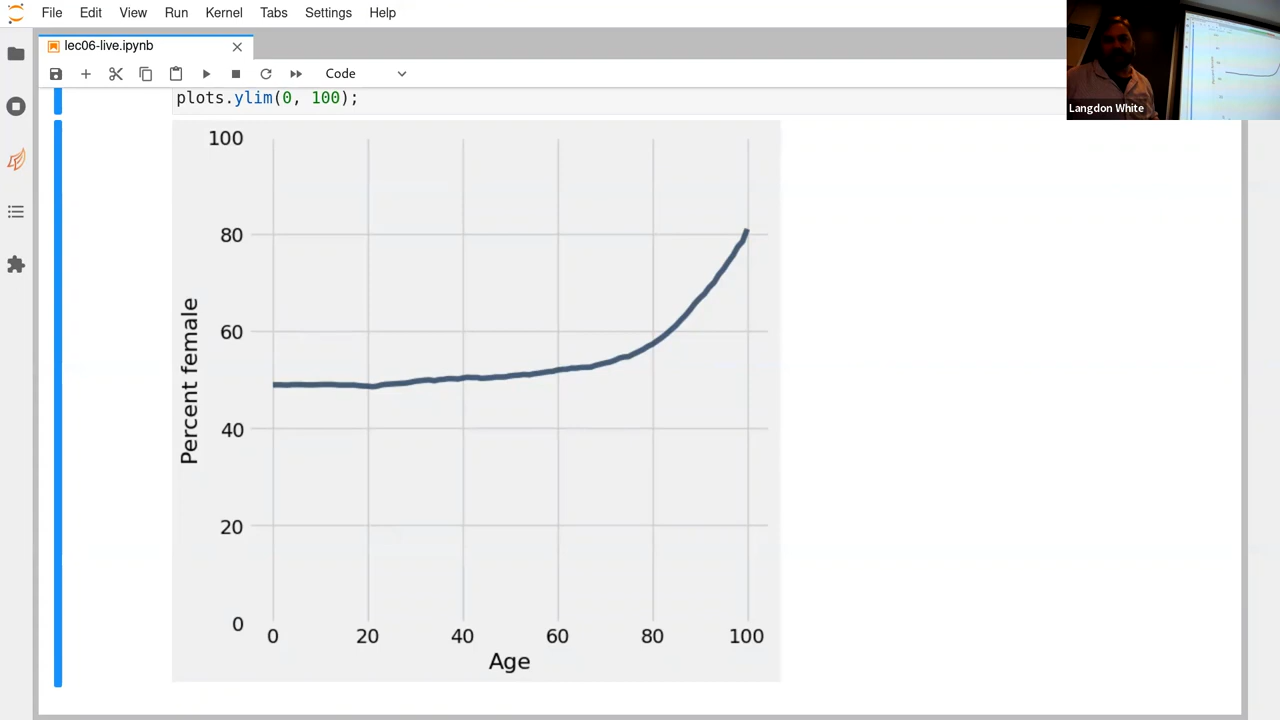 File Edit View Run Kernel Tabs Settings Help
lec06-live.ipynb
Code
Langdon White
plots.ylim(0, 100);
100
80
60
40
20
0
Percent female
0 20 40 60 80 100
Age